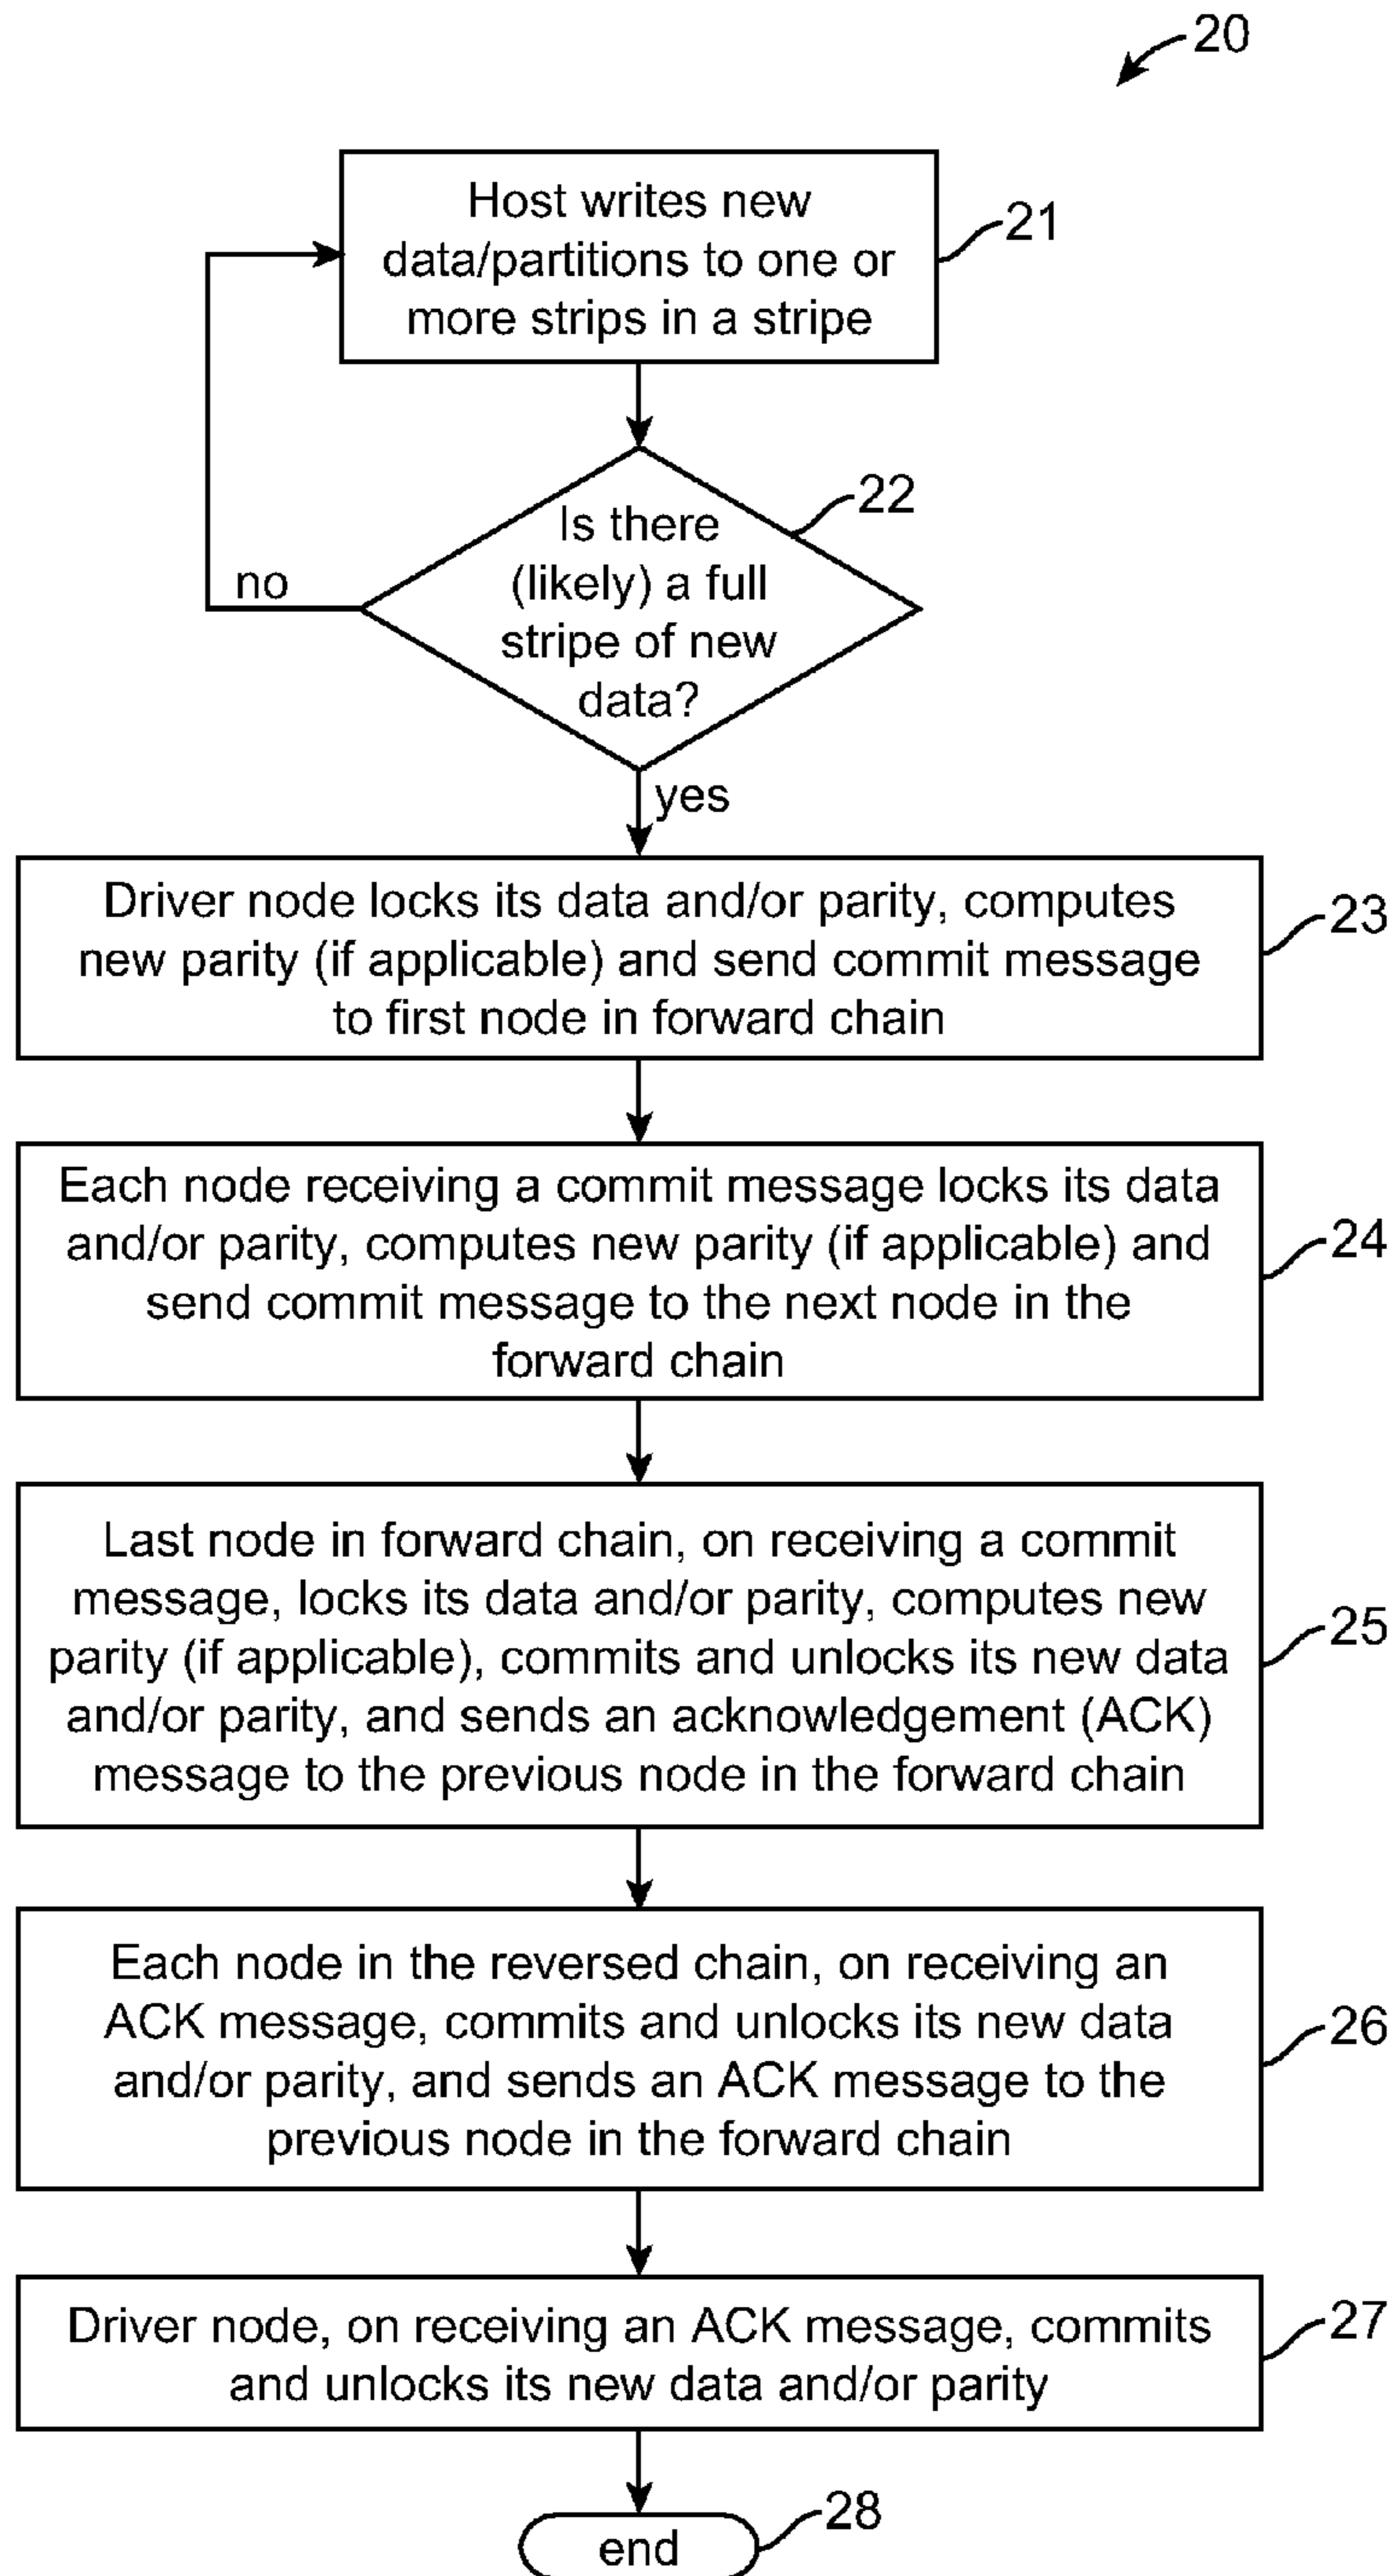 20
Host writes new
data/partitions to one or
more strips in a stripe
21
Is there
(likely) a full
stripe of new
data?
22
no
yes
Driver node locks its data and/or parity, computes
new parity (if applicable) and send commit message
to first node in forward chain
23
Each node receiving a commit message locks its data
and/or parity, computes new parity (if applicable) and
send commit message to the next node in the
forward chain
24
Last node in forward chain, on receiving a commit
message, locks its data and/or parity, computes new
parity (if applicable), commits and unlocks its new data
and/or parity, and sends an acknowledgement (ACK)
message to the previous node in the forward chain
25
Each node in the reversed chain, on receiving an
ACK message, commits and unlocks its new data
and/or parity, and sends an ACK message to the
previous node in the forward chain
26
Driver node, on receiving an ACK message, commits
and unlocks its new data and/or parity
27
end
28